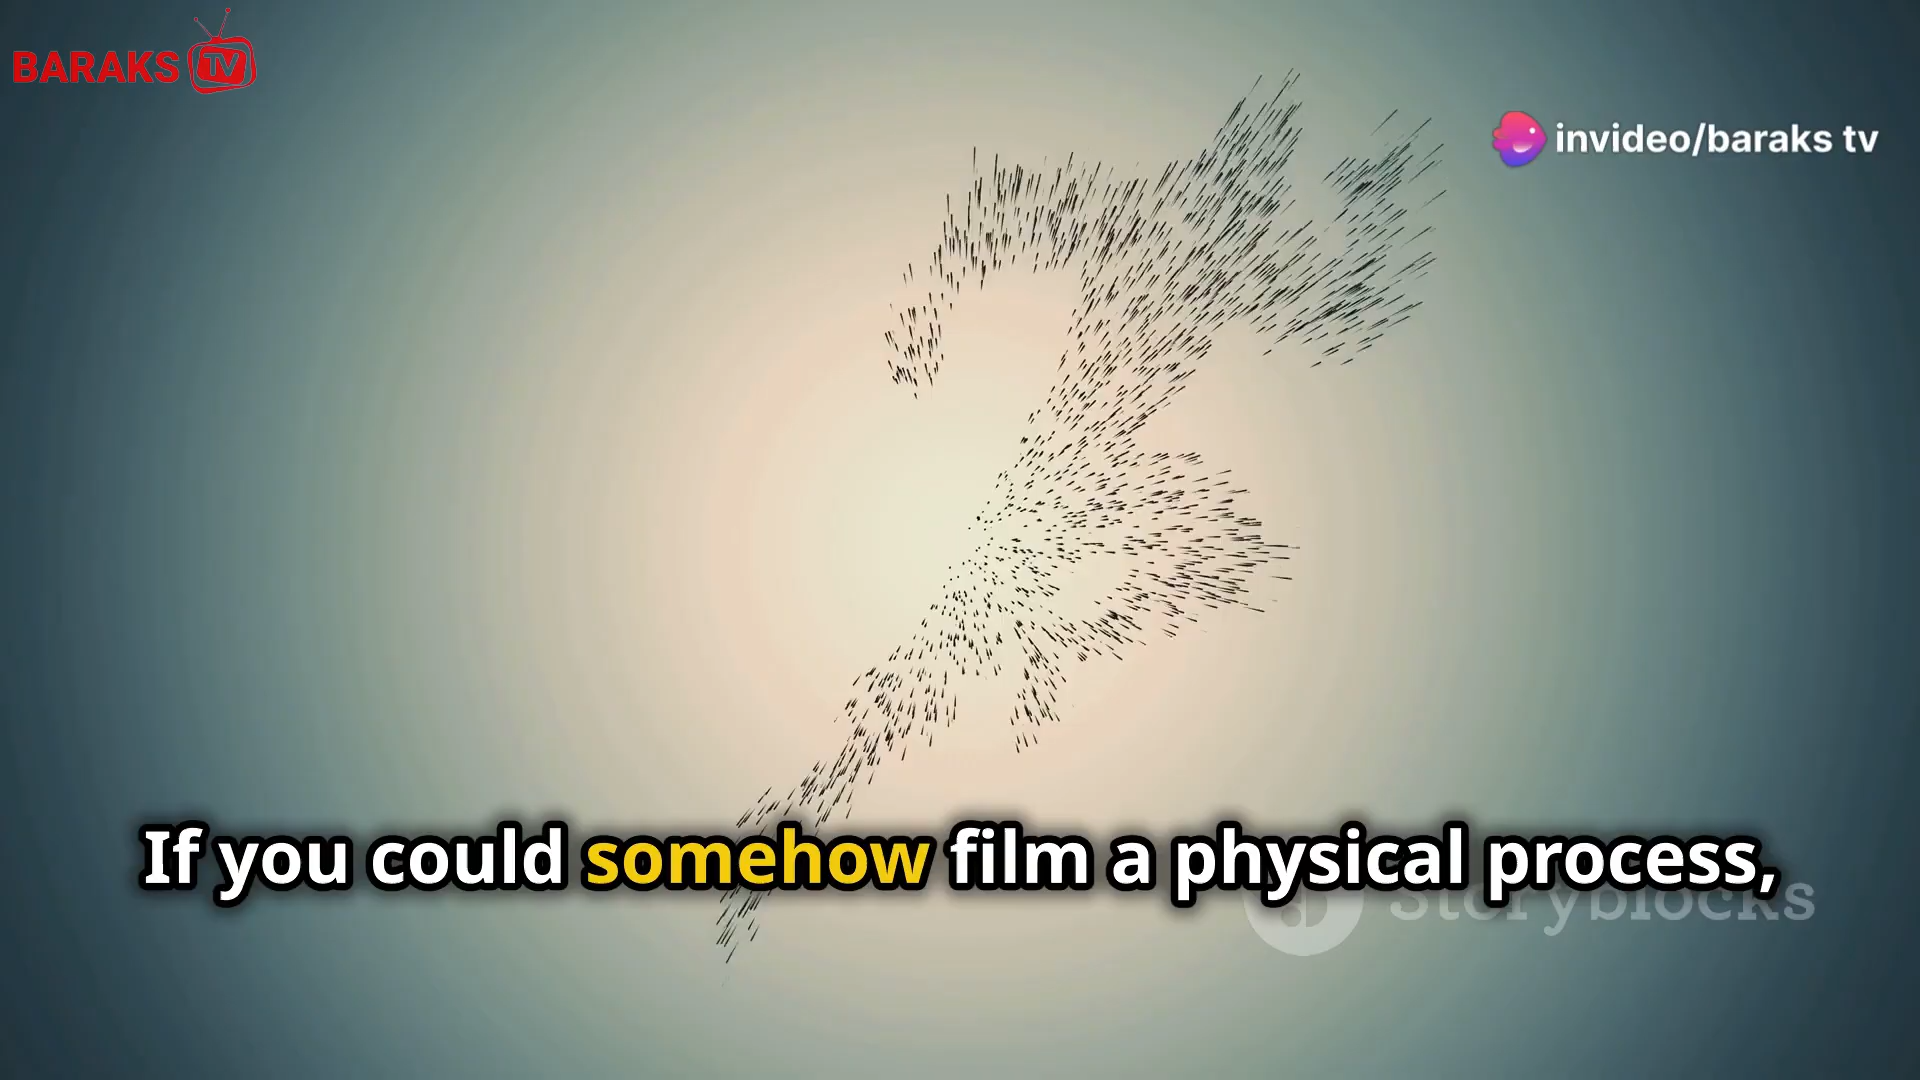 BARAKS TV
invideo/baraks tv
If you could somehow film a physical process,
Storyblocks